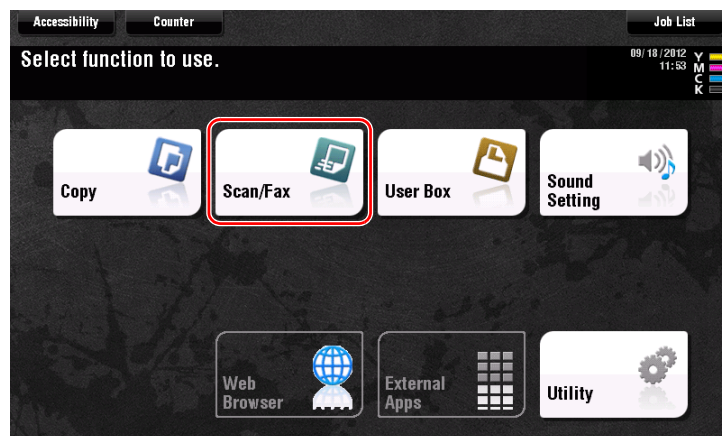 Accessibility
Counter
Job List
Select function to use.
09/18/2012
11:53
Y
M
C
K
Copy
Scan/Fax
User Box
Sound
Setting
Web
Browser
External
Apps
Utility